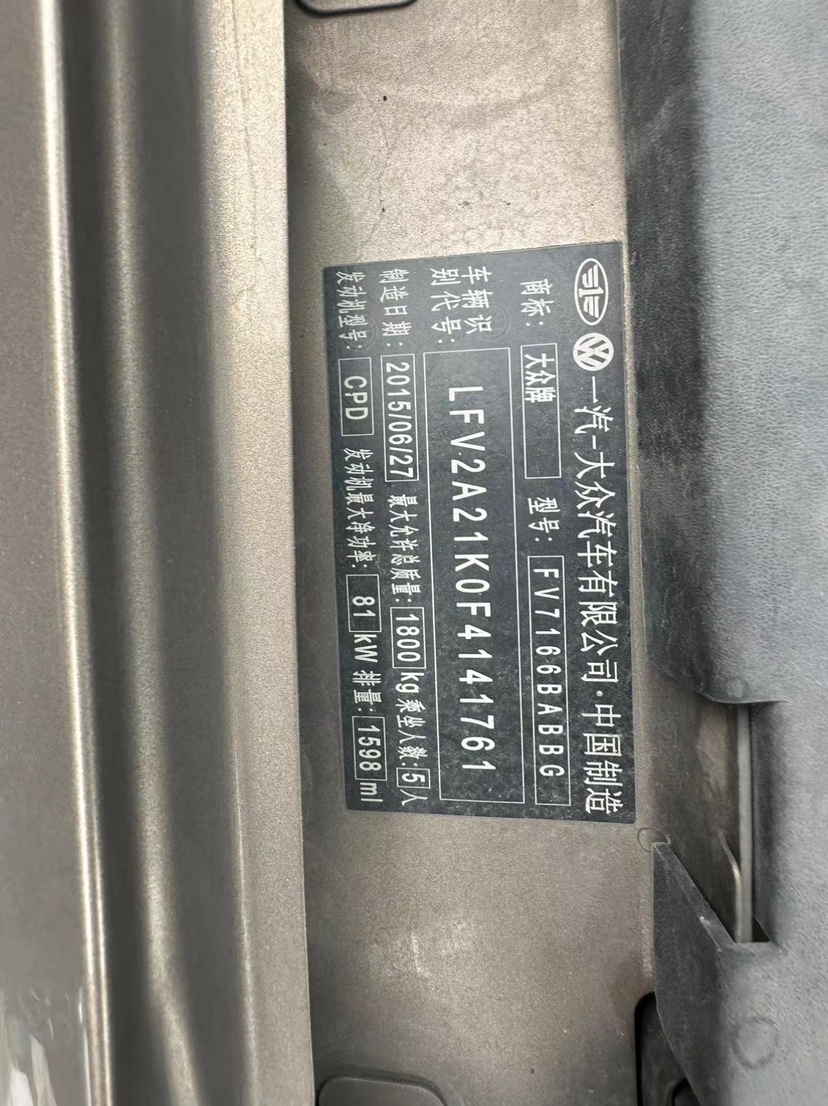 一汽-大众汽车有限公司·中国制造
商标: 大众牌 型号: FV7166BABBG
车辆识别代号: LFV2A21K0F4141761
制造日期: 2015/06/27 最大允许总质量: 1800 kg 乘坐人数: 5 人
发动机型号: CPD 发动机最大净功率: 81 kW 排量: 1598 ml